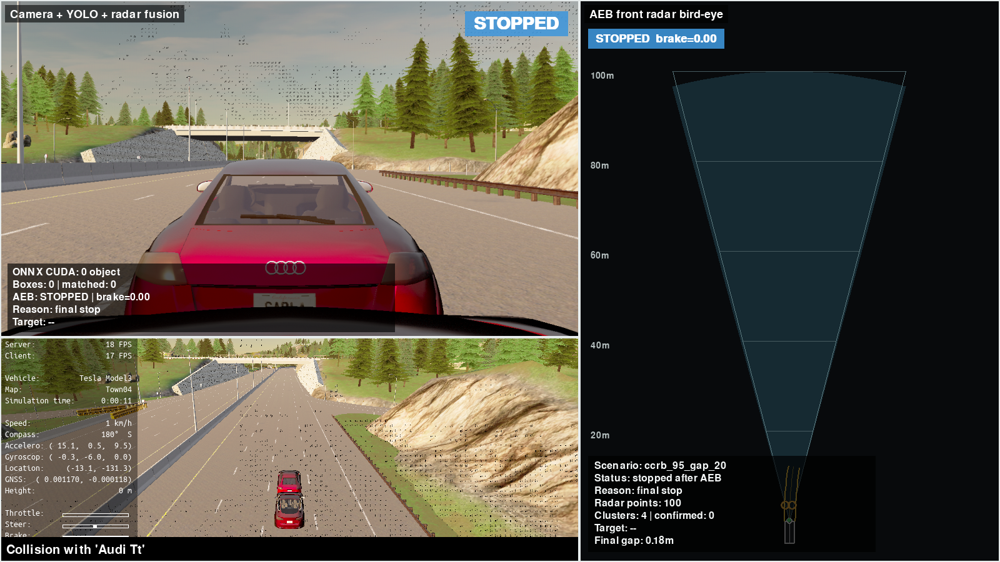 Camera + YOLO + radar fusion
STOPPED
ONNX CUDA: 0 object
Boxes: 0 | matched: 0
AEB: STOPPED | brake=0.00
Reason: final stop
Target: --
Server: 18 FPS
Client: 17 FPS
Vehicle: Tesla Model3
Map: Town04
Simulation time: 0:00:11
Speed: 1 km/h
Compass: 180° S
Accelero: ( 15.1, 0.5, 9.5)
Gyroscop: ( -0.3, -6.0, 0.0)
Location: (-13.1, -131.3)
GNSS: ( 0.001170, -0.000118)
Height: 0 m
Throttle:
Steer:
Brake:
Collision with 'Audi Tt'
AEB front radar bird-eye
STOPPED brake=0.00
100m
80m
60m
40m
20m
Scenario: ccrb_95_gap_20
Status: stopped after AEB
Reason: final stop
Radar points: 100
Clusters: 4 | confirmed: 0
Target: --
Final gap: 0.18m